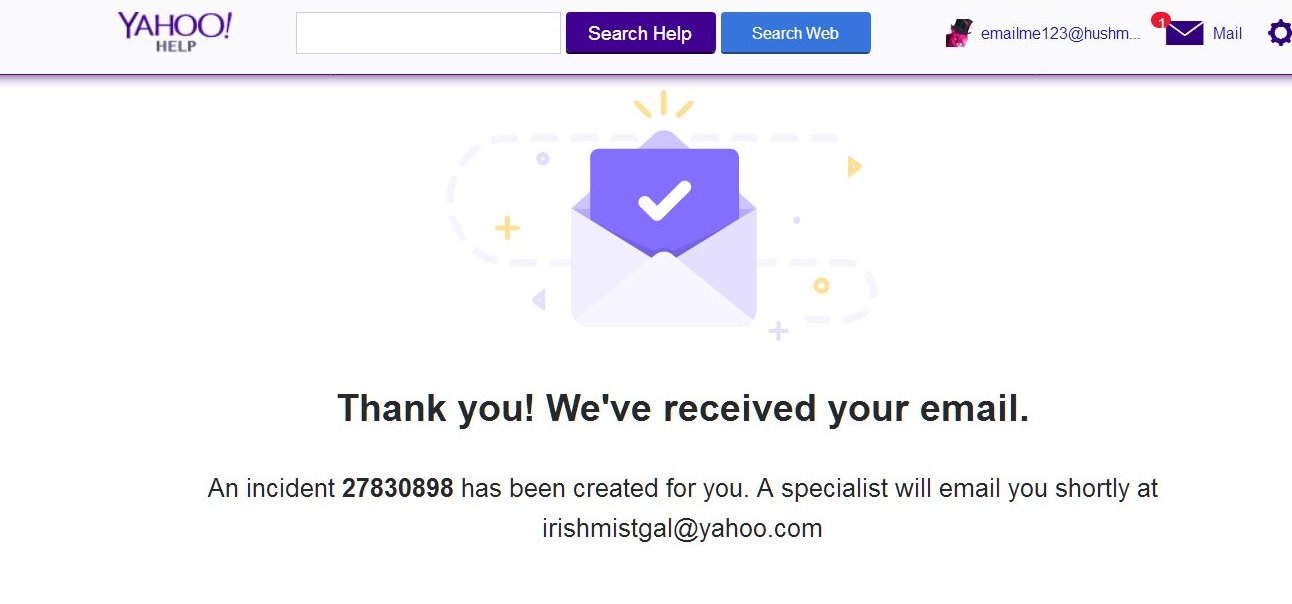 YAHOO!
HELP
Search Help
Search Web
emailme123@hushm...
1
Mail
Thank you! We've received your email.
An incident 27830898 has been created for you. A specialist will email you shortly at
irishmistgal@yahoo.com